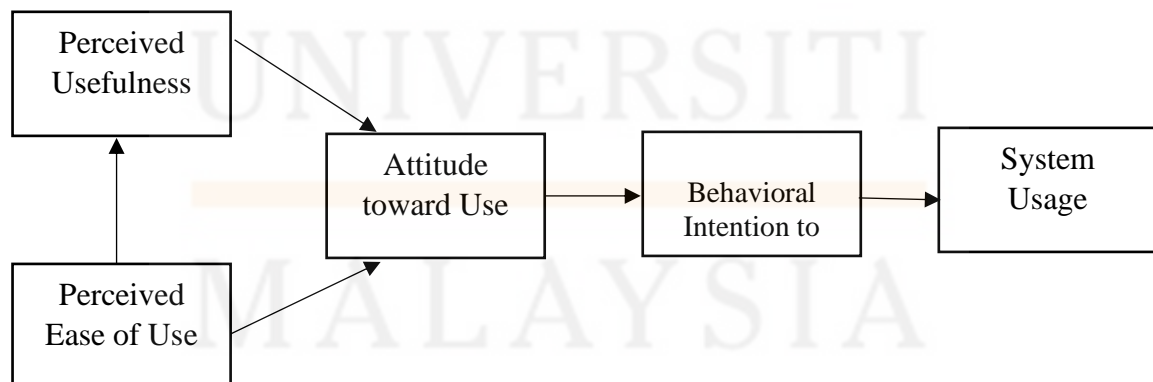 UNIVERSITI
Perceived
Usefulness
Attitude
toward Use
Behavioral
Intention to
System
Usage
Perceived
Ease of Use
MALAYSIA